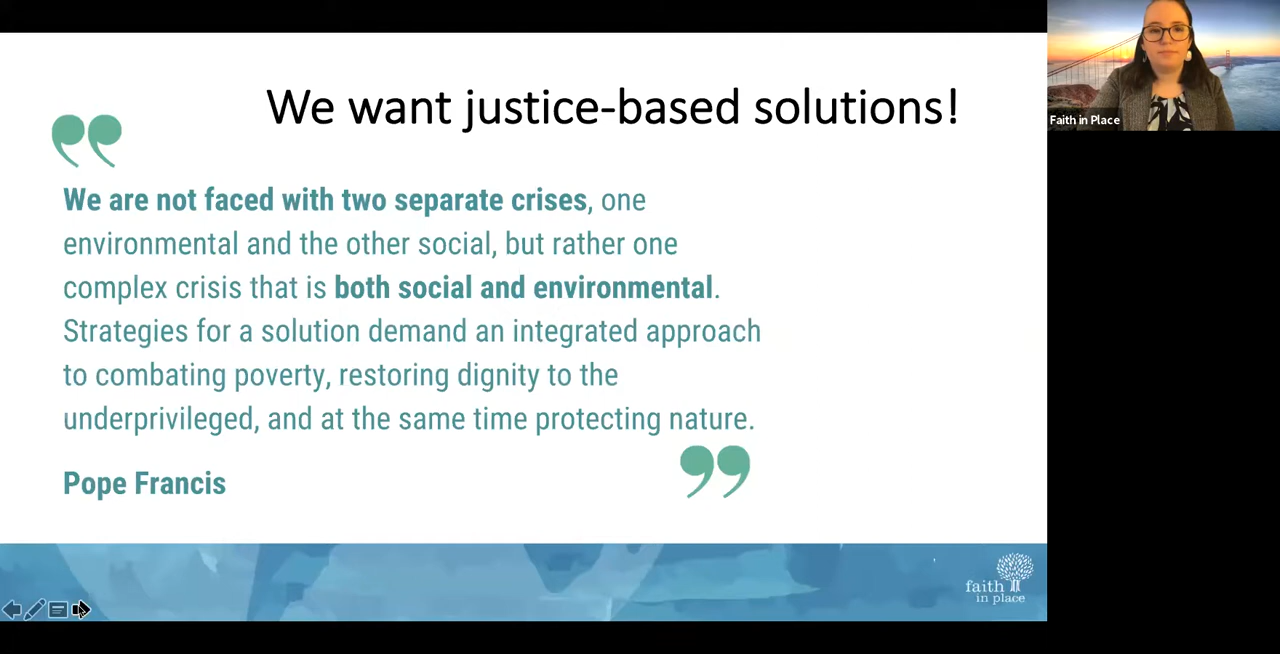 We want justice-based solutions!
We are not faced with two separate crises, one
environmental and the other social, but rather one
complex crisis that is both social and environmental.
Strategies for a solution demand an integrated approach
to combating poverty, restoring dignity to the
underprivileged, and at the same time protecting nature.
Pope Francis
Faith in Place
faith
in place